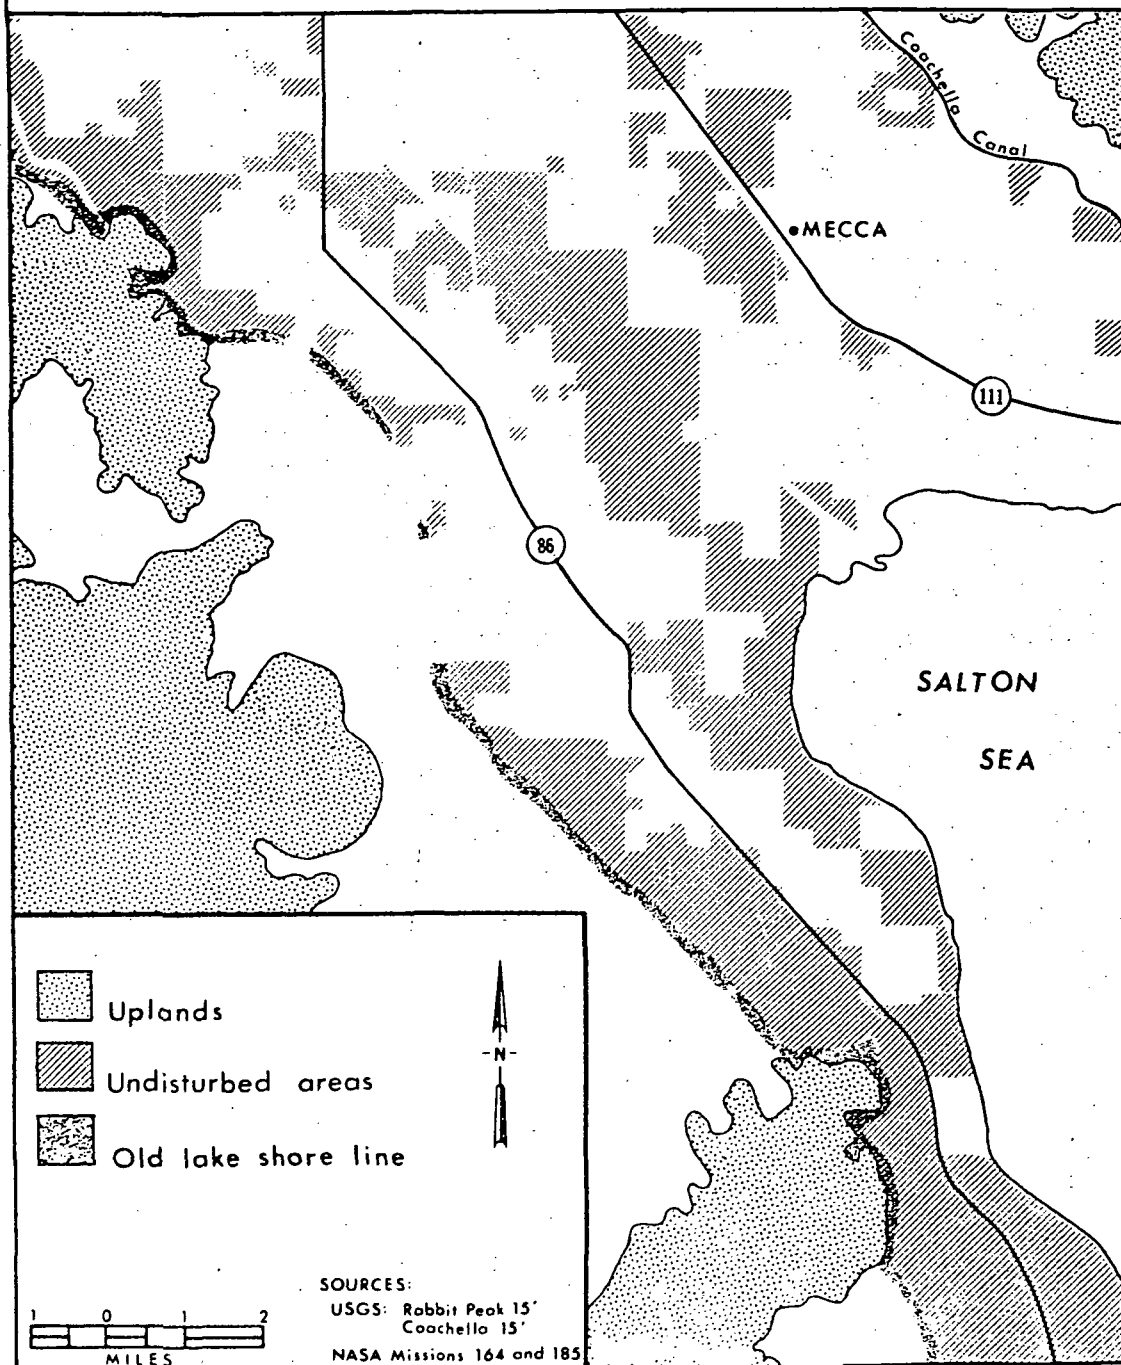 Coachella
Canal
MECCA
111
86
SALTON
SEA
Uplands
Undisturbed areas
Old lake shore line
-N-
1 0 1 2
MILES
SOURCES:
USGS: Rabbit Peak 15'
Coachella 15'
NASA Missions 164 and 185